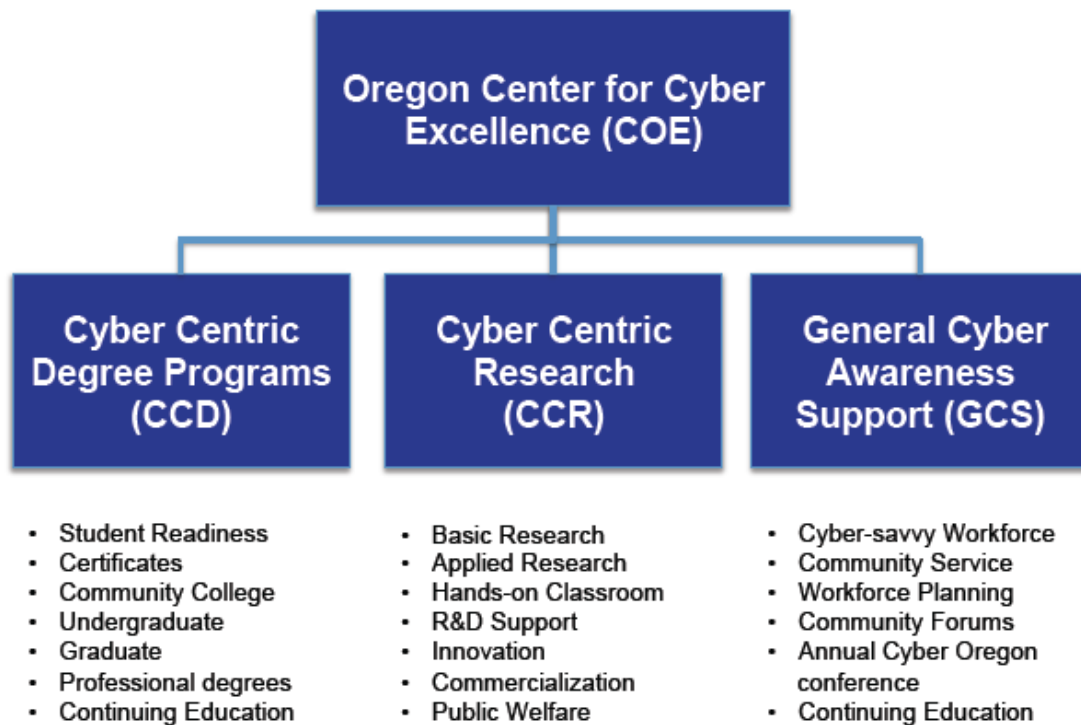 Oregon Center for Cyber
Excellence (COE)
Cyber Centric
Degree Programs
(CCD)
Cyber Centric
Research
(CCR)
General Cyber
Awareness
Support (GCS)
• Student Readiness
• Certificates
• Community College
• Undergraduate
• Graduate
• Professional degrees
• Continuing Education
• Basic Research
• Applied Research
• Hands-on Classroom
• R&D Support
• Innovation
• Commercialization
• Public Welfare
• Cyber-savvy Workforce
• Community Service
• Workforce Planning
• Community Forums
• Annual Cyber Oregon
conference
• Continuing Education